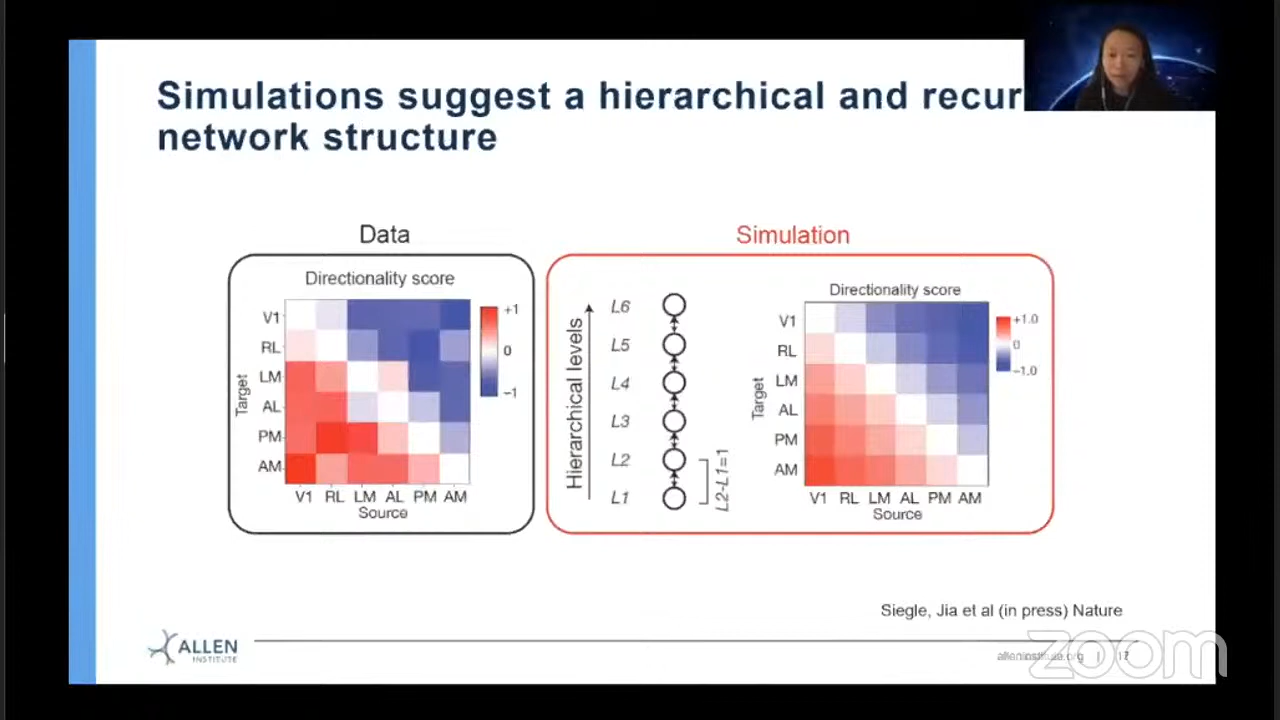 Simulations suggest a hierarchical and recur
network structure
Data
Directionality score
V1
RL
LM
AL
PM
AM
Target
V1 RL LM AL PM AM
Source
+1
0
−1
Simulation
Hierarchical levels
L6
L5
L4
L3
L2
L1
L2-L1=1
Directionality score
V1
RL
LM
AL
PM
AM
Target
V1 RL LM AL PM AM
Source
+1.0
0
−1.0
Siegle, Jia et al (in press) Nature
ALLEN
INSTITUTE
alleninstitute.org | 17
zoom